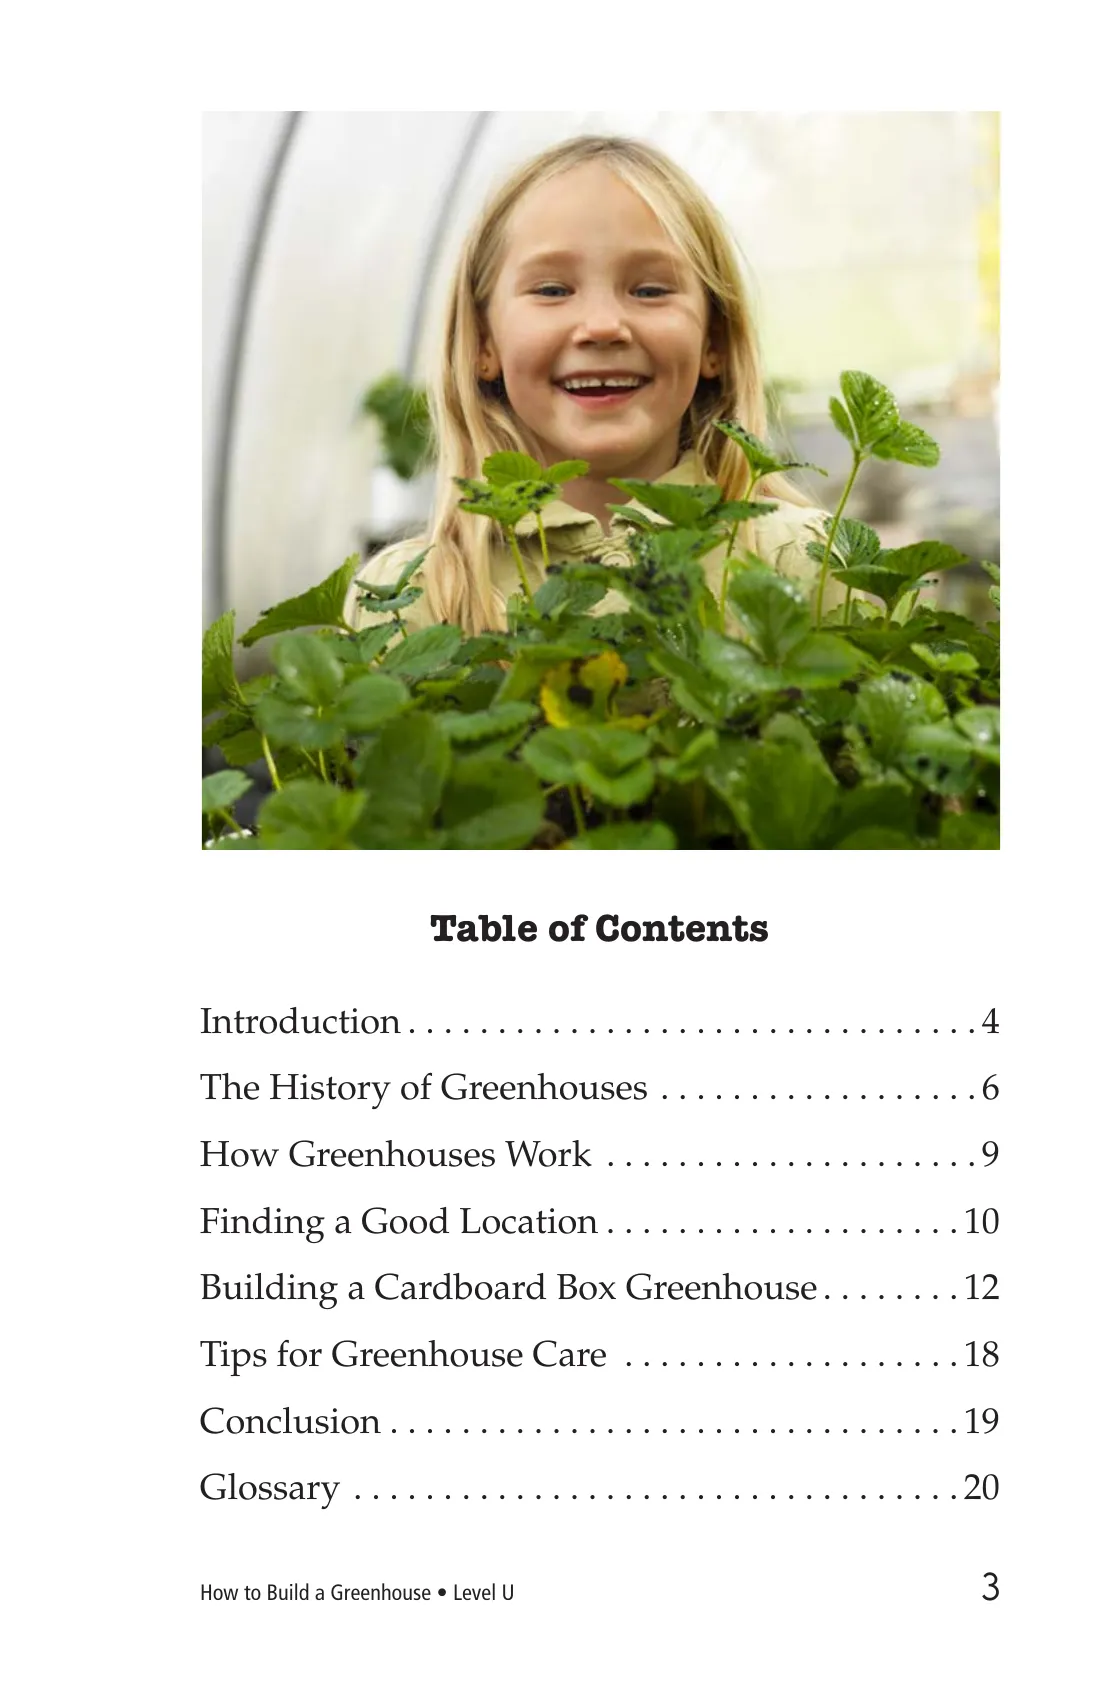 Table of Contents
Introduction . . . . . . . . . . . . . . . . . . . . . . . . . . . . . . . . 4
The History of Greenhouses . . . . . . . . . . . . . . . . . . 6
How Greenhouses Work . . . . . . . . . . . . . . . . . . . . . 9
Finding a Good Location . . . . . . . . . . . . . . . . . . . . 10
Building a Cardboard Box Greenhouse . . . . . . . . 12
Tips for Greenhouse Care . . . . . . . . . . . . . . . . . . . 18
Conclusion . . . . . . . . . . . . . . . . . . . . . . . . . . . . . . . . 19
Glossary . . . . . . . . . . . . . . . . . . . . . . . . . . . . . . . . . . 20
How to Build a Greenhouse • Level U 3